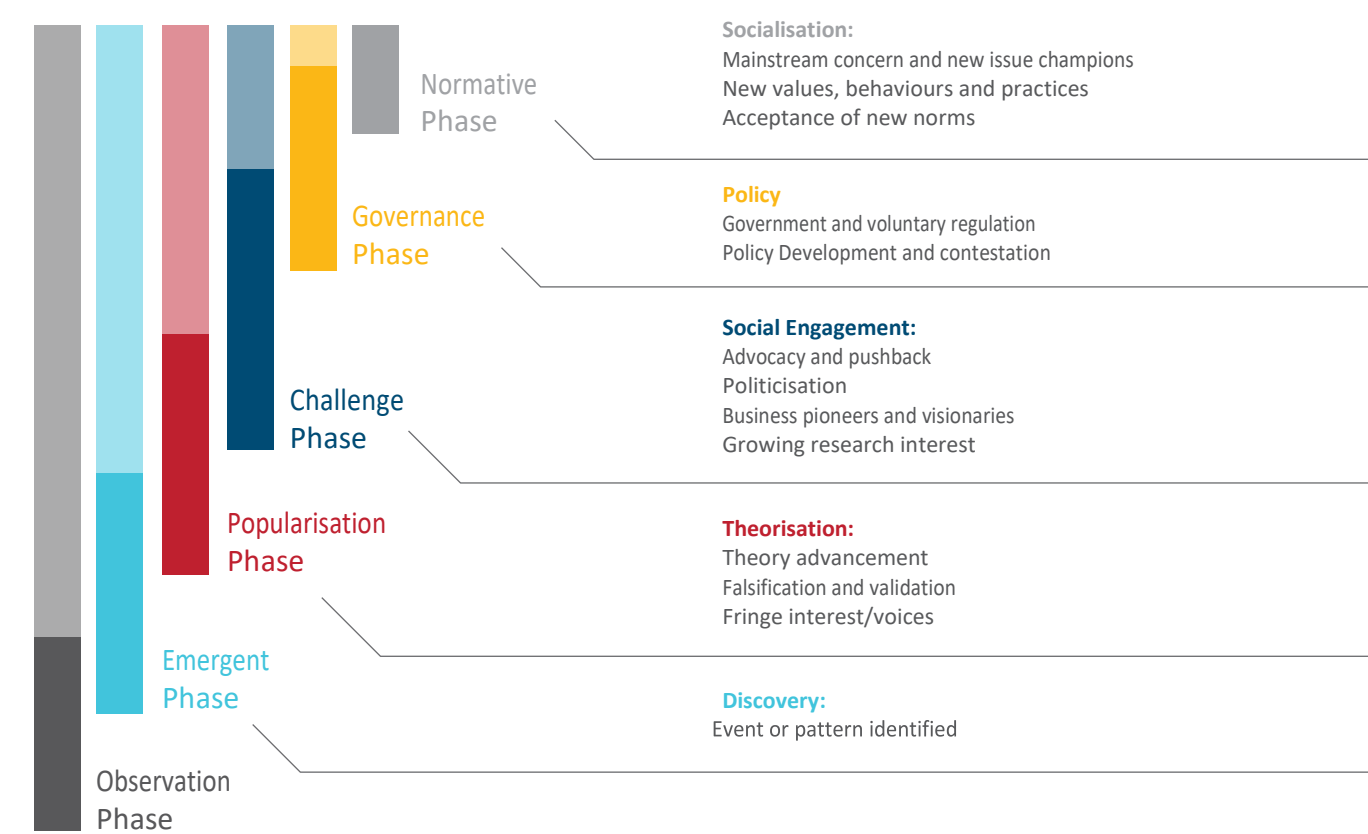 Socialisation:
Mainstream concern and new issue champions
New values, behaviours and practices
Acceptance of new norms
Normative
Phase
Policy
Government and voluntary regulation
Policy Development and contestation
Governance
Phase
Social Engagement:
Advocacy and pushback
Politicisation
Business pioneers and visionaries
Growing research interest
Challenge
Phase
Theorisation:
Theory advancement
Falsification and validation
Fringe interest/voices
Popularisation
Phase
Discovery:
Event or pattern identified
Emergent
Phase
Observation
Phase